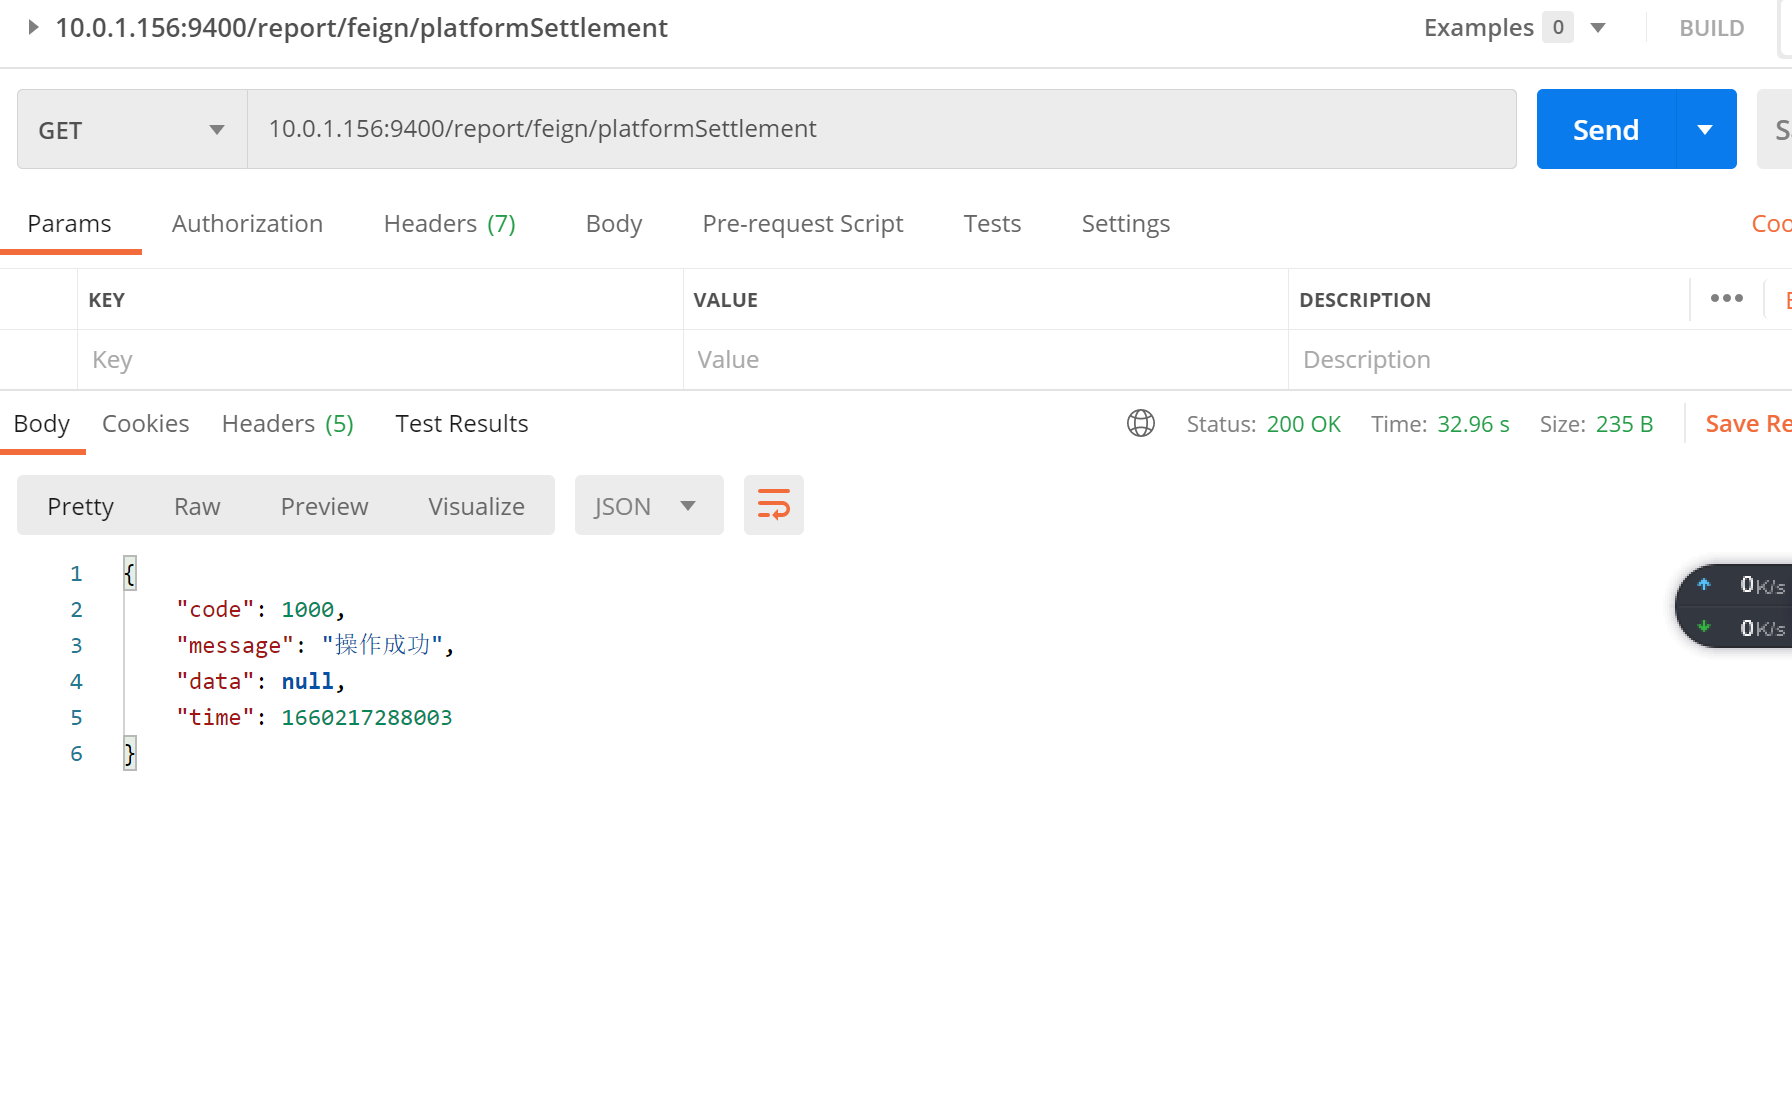 10.0.1.156:9400/report/feign/platformSettlement Examples 0 BUILD
GET 10.0.1.156:9400/report/feign/platformSettlement Send S
Params Authorization Headers (7) Body Pre-request Script Tests Settings Coo
KEY VALUE DESCRIPTION
Key Value Description
Body Cookies Headers (5) Test Results Status: 200 OK Time: 32.96 s Size: 235 B Save Re
Pretty Raw Preview Visualize JSON
1 {
2 "code": 1000,
3 "message": "操作成功",
4 "data": null,
5 "time": 1660217288003
6 }
0K/s
0K/s